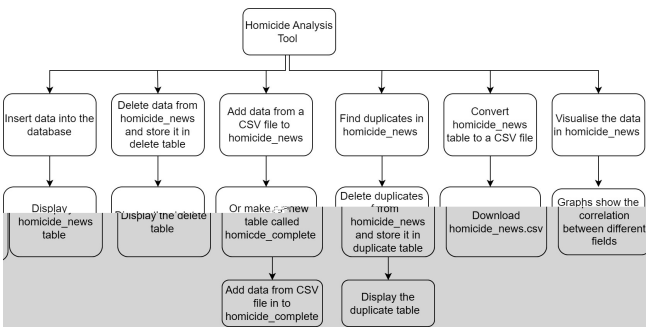 Homicide Analysis
Tool
Insert data into the
database
Delete data from
homicide_news
and store it in
delete table
Add data from a
CSV file to
homicide_news
Find duplicates in
homicide_news
Convert
homicide_news
table to a CSV file
Visualise the data
in homicide_news
Display
homicide_news
table
Display the delete
table
Or make new
table called
homicde_complete
Delete duplicates
from
homicide_news
and store it in
duplicate table
Download
homicide_news.csv
Graphs show the
correlation
between different
fields
Add data from CSV
file in to
homicide_complete
Display the
duplicate table